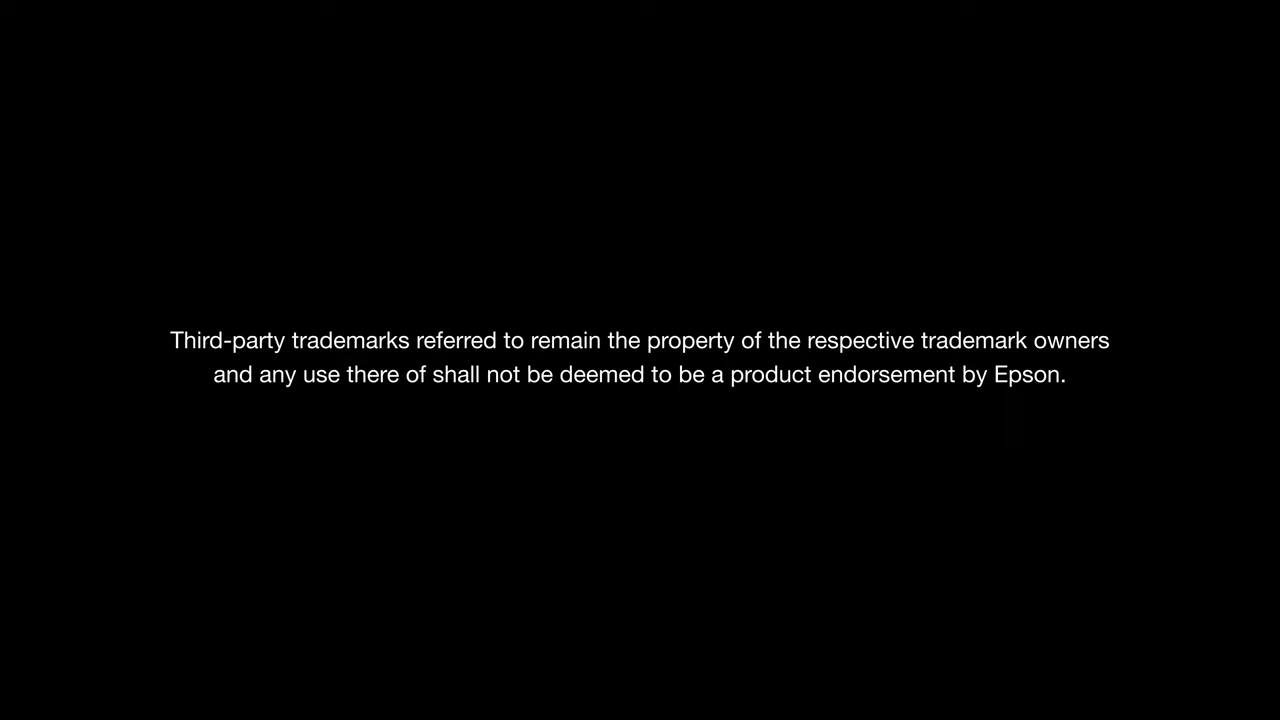 Third-party trademarks referred to remain the property of the respective trademark owners
and any use there of shall not be deemed to be a product endorsement by Epson.